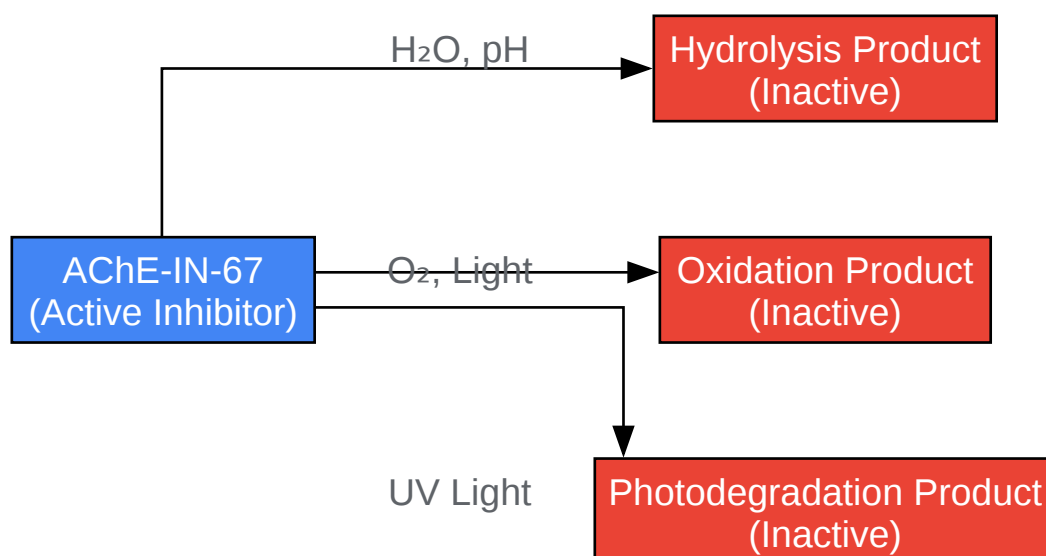 H₂O, pH
Hydrolysis Product
(Inactive)
AChE-IN-67
(Active Inhibitor)
O₂, Light
Oxidation Product
(Inactive)
UV Light
Photodegradation Product
(Inactive)